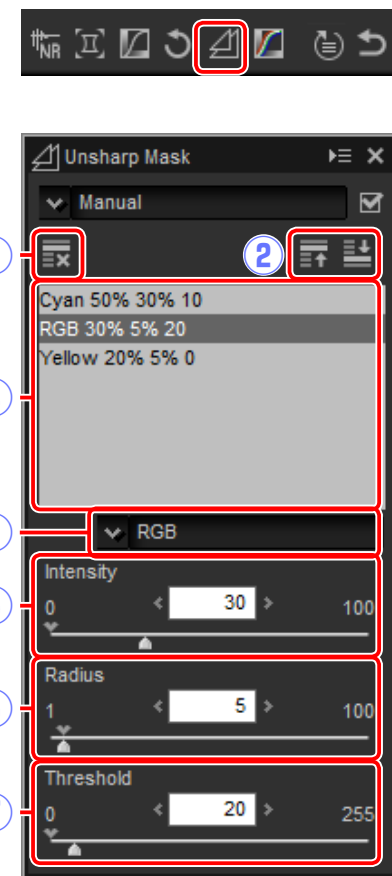 NR
Unsharp Mask
Manual
2
Cyan 50% 30% 10
RGB 30% 5% 20
Yellow 20% 5% 0
RGB
Intensity
0 30 100
Radius
1 5 100
Threshold
0 20 255